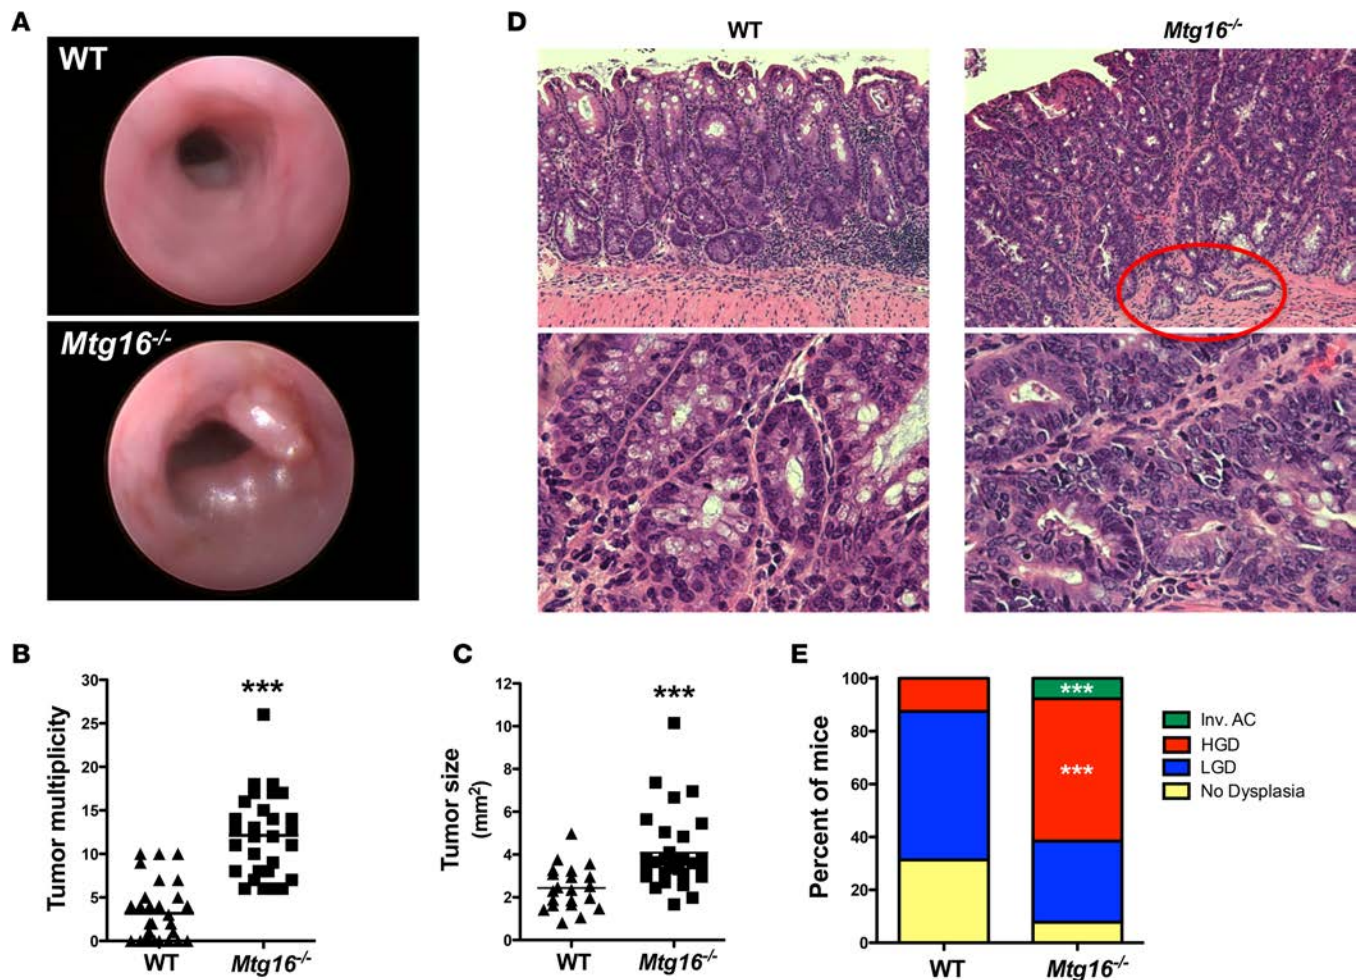 A
WT
Mtg16-/-
D
WT
Mtg16-/-
B
Tumor multiplicity
30
25
20
15
10
5
0
***
WT
Mtg16-/-
C
Tumor size
(mm²)
12
10
8
6
4
2
0
***
WT
Mtg16-/-
E
Percent of mice
100
80
60
40
20
0
***
***
WT
Mtg16-/-
Inv. AC
HGD
LGD
No Dysplasia